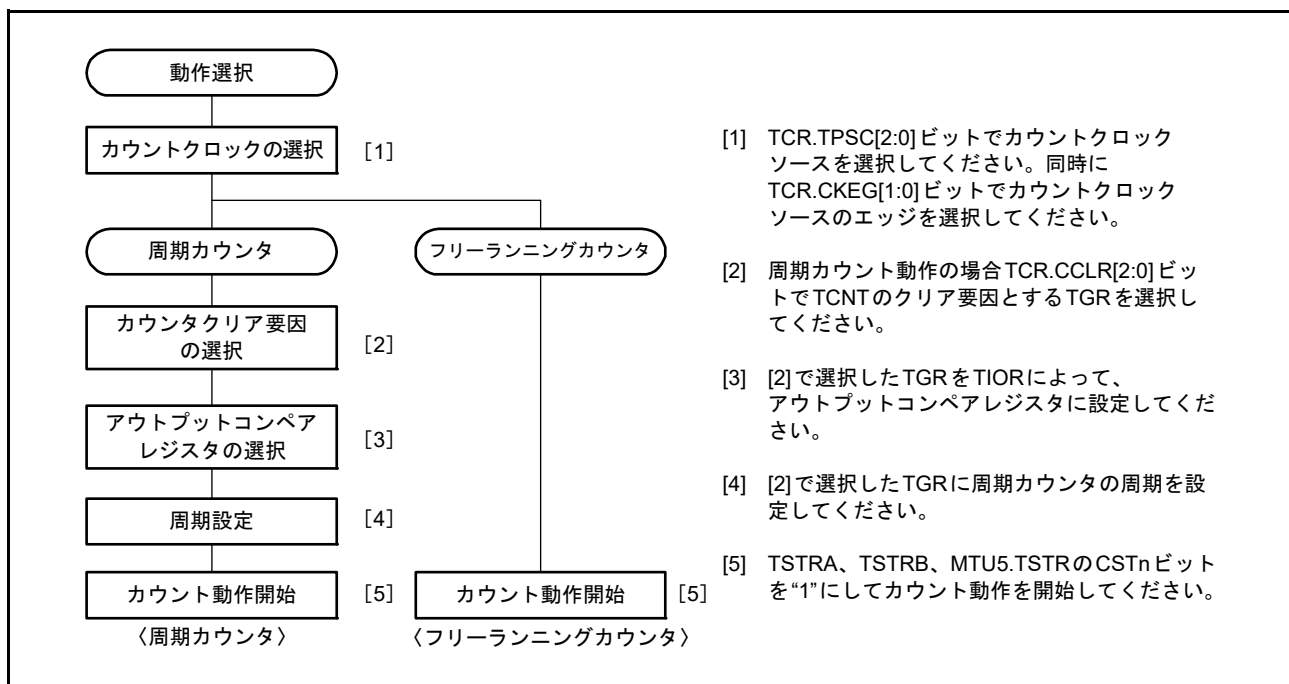 動作選択
カウントクロックの選択 [1]
周期カウンタ フリーランニングカウンタ
カウンタクリア要因
の選択 [2]
アウトプットコンペア
レジスタの選択 [3]
周期設定 [4]
カウント動作開始 [5] カウント動作開始 [5]
〈周期カウンタ〉 〈フリーランニングカウンタ〉
[1] TCR.TPSC[2:0]ビットでカウントクロック
ソースを選択してください。同時に
TCR.CKEG[1:0]ビットでカウントクロック
ソースのエッジを選択してください。
[2] 周期カウント動作の場合TCR.CCLR[2:0]ビッ
トでTCNTのクリア要因とするTGRを選択し
てください。
[3] [2]で選択したTGRをTIORによって、
アウトプットコンペアレジスタに設定してくだ
さい。
[4] [2]で選択したTGRに周期カウンタの周期を設
定してください。
[5] TSTRA、TSTRB、MTU5.TSTRのCSTnビット
を“1”にしてカウント動作を開始してください。